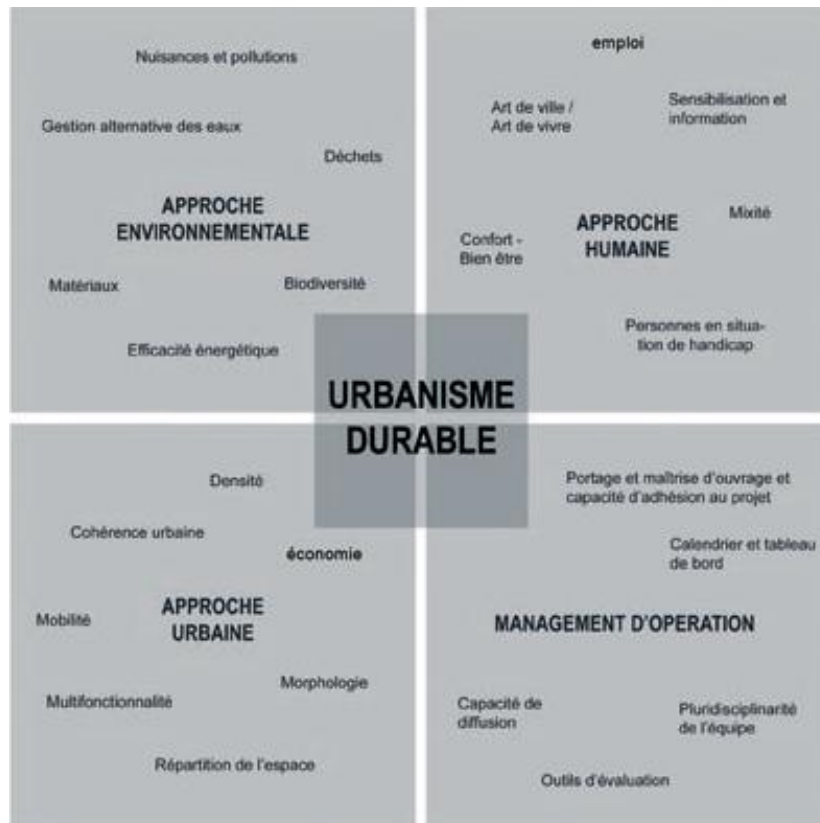 Nuisances et pollutions
Gestion alternative des eaux
Déchets
APPROCHE
ENVIRONNEMENTALE
Matériaux
Biodiversité
Efficacité énergétique
emploi
Art de ville /
Art de vivre
Sensibilisation et
information
Mixité
APPROCHE
HUMAINE
Confort -
Bien être
Personnes en situa-
tion de handicap
URBANISME
DURABLE
Densité
Cohérence urbaine
économie
APPROCHE
URBAINE
Mobilité
Morphologie
Multifonctionnalité
Répartition de l'espace
Portage et maîtrise d'ouvrage et
capacité d'adhésion au projet
Calendrier et tableau
de bord
MANAGEMENT D'OPERATION
Capacité de
diffusion
Pluridisciplinarité
de l'équipe
Outils d'évaluation